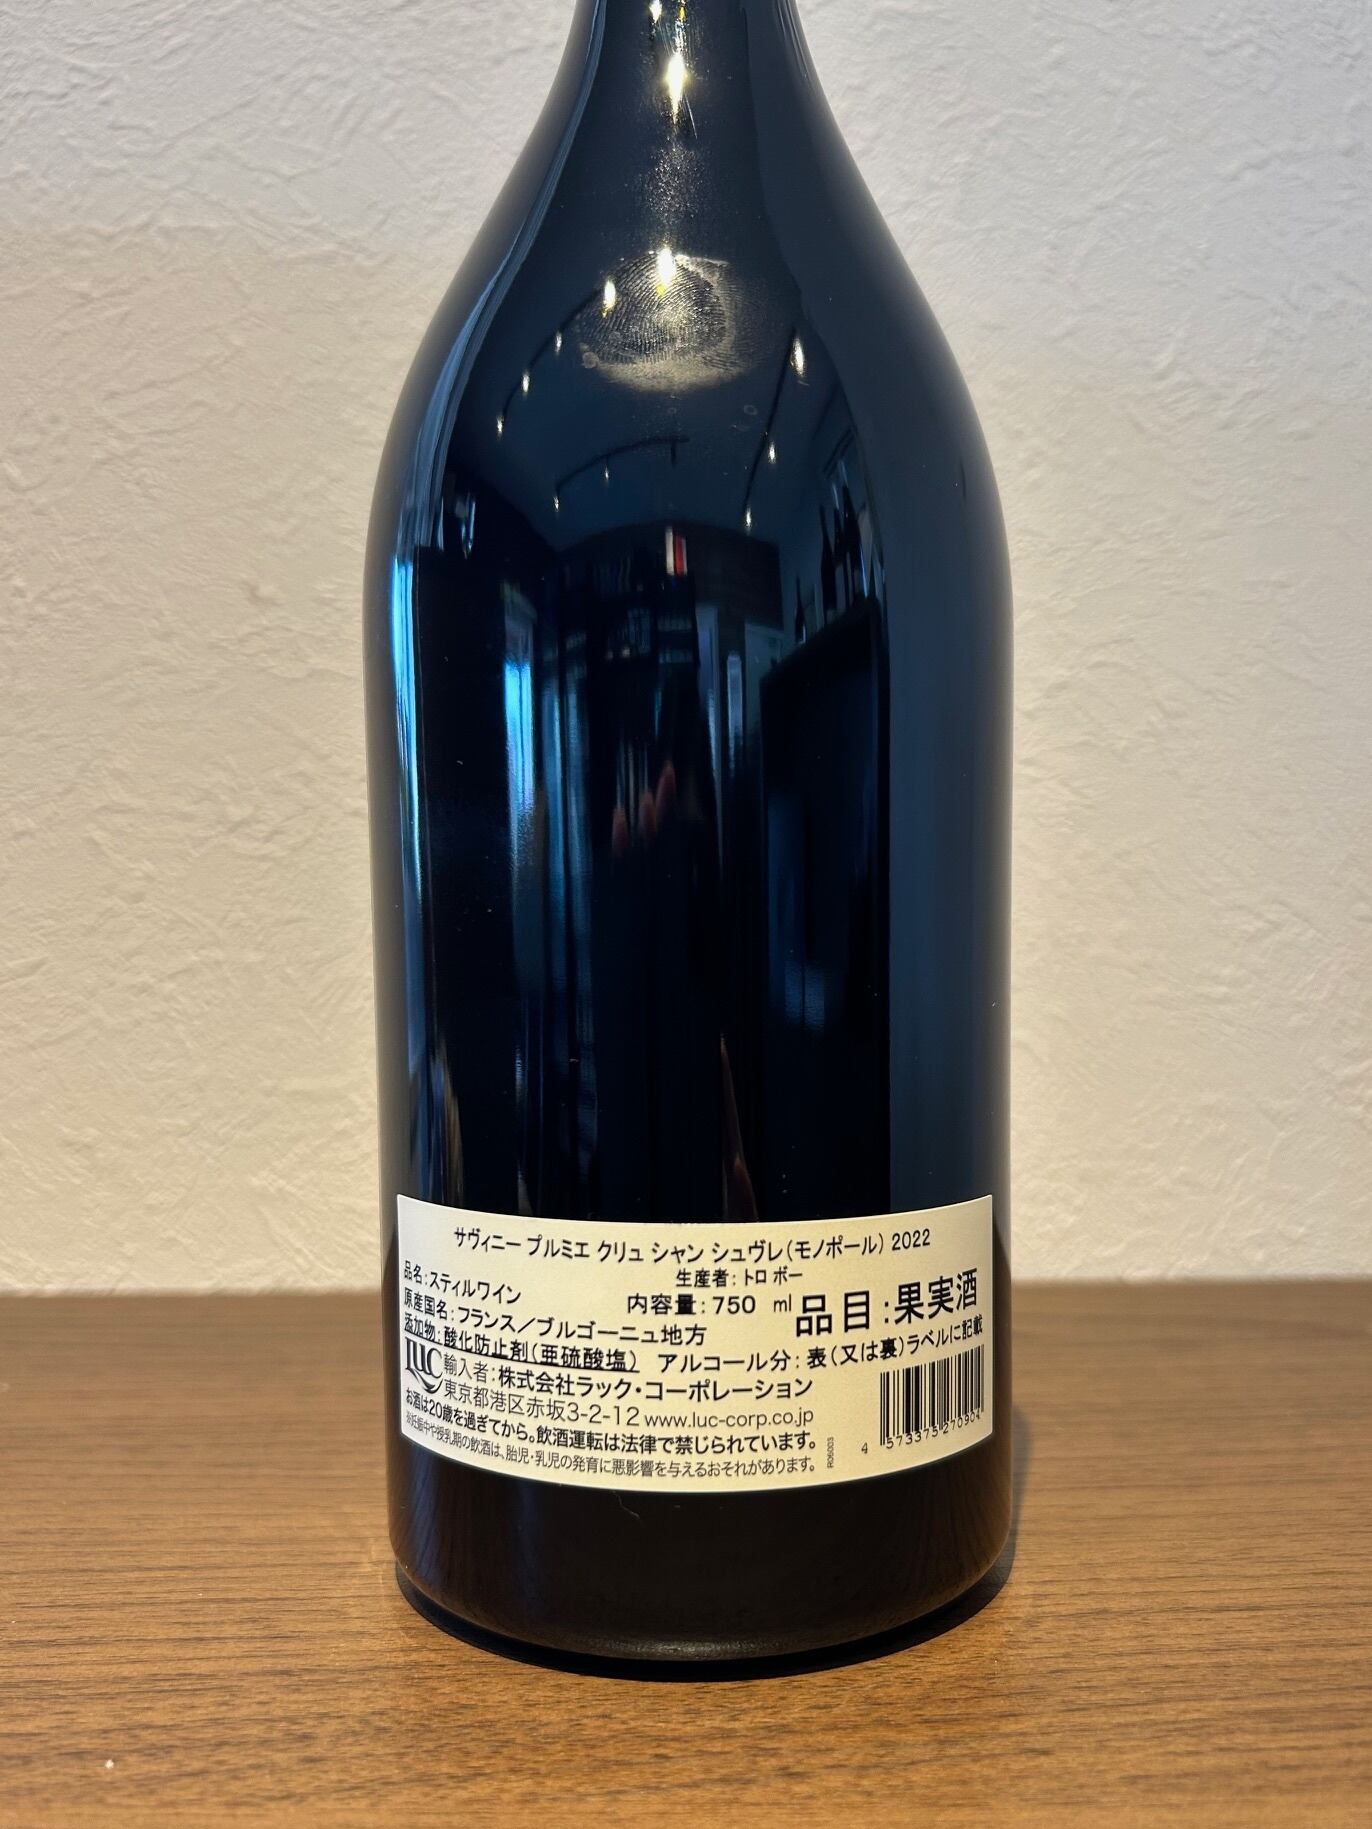 サヴィニー プルミエ クリュ シャン シュヴレ(モノポール) 2022
品名:スティルワイン 生産者:トロ ボー
原産国名:フランス/ブルゴーニュ地方 内容量:750 ml 品目:果実酒
添加物:酸化防止剤(亜硫酸塩) アルコール分:表(又は裏)ラベルに記載
LUC 輸入者:株式会社ラック・コーポレーション
東京都港区赤坂3-2-12 www.luc-corp.co.jp
お酒は20歳を過ぎてから。飲酒運転は法律で禁じられています。
※妊娠中や授乳期の飲酒は、胎児・乳児の発育に悪影響を与えるおそれがあります。
R06003
4 573375 270904